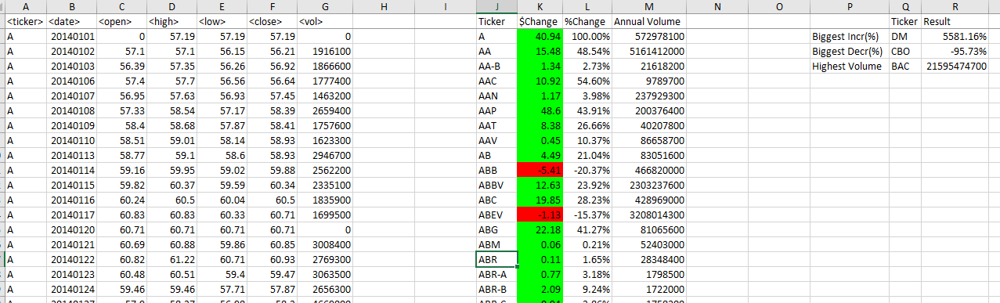 A B C D E F G H I J K L M N O P Q R
<ticker> <date> <open> <high> <low> <close> <vol> Ticker $Change %Change Annual Volume Ticker Result
A 20140101 0 57.19 57.19 57.19 0 A 40.94 100.00% 572978100 Biggest Incr(%) DM 5581.16%
A 20140102 57.1 57.1 56.15 56.21 1916100 AA 15.48 48.54% 5161412000 Biggest Decr(%) CBO -95.73%
A 20140103 56.39 57.35 56.26 56.92 1866600 AA-B 1.34 2.73% 21618200 Highest Volume BAC 21595474700
A 20140106 57.4 57.7 56.56 56.64 1777400 AAC 10.92 54.60% 9789700
A 20140107 56.95 57.63 56.93 57.45 1463200 AAN 1.17 3.98% 237929300
A 20140108 57.33 58.54 57.17 58.39 2659400 AAP 48.6 43.91% 200376400
A 20140109 58.4 58.68 57.87 58.41 1757600 AAT 8.38 26.66% 40207800
A 20140110 58.51 59.01 58.14 58.93 1623300 AAV 0.45 10.37% 86658700
A 20140113 58.77 59.1 58.6 58.93 2946700 AB 4.49 21.04% 83051600
A 20140114 59.16 59.95 59.02 59.88 2562200 ABB -5.41 -20.37% 466820000
A 20140115 59.82 60.37 59.59 60.34 2335100 ABBV 12.63 23.92% 2303237600
A 20140116 60.24 60.5 60.04 60.5 1835900 ABC 19.85 28.23% 428969000
A 20140117 60.83 60.83 60.33 60.71 1699500 ABEV -1.13 -15.37% 3208014300
A 20140120 60.71 60.71 60.71 60.71 0 ABG 22.18 41.27% 81065600
A 20140121 60.69 60.88 59.86 60.85 3008400 ABM 0.06 0.21% 52403000
A 20140122 60.82 61.22 60.71 60.93 2769300 ABR 0.11 1.65% 28348400
A 20140123 60.48 60.51 59.4 59.47 3063500 ABR-A 0.77 3.18% 1798500
A 20140124 59.46 59.46 57.71 57.87 2656300 ABR-B 2.09 9.24% 1722000